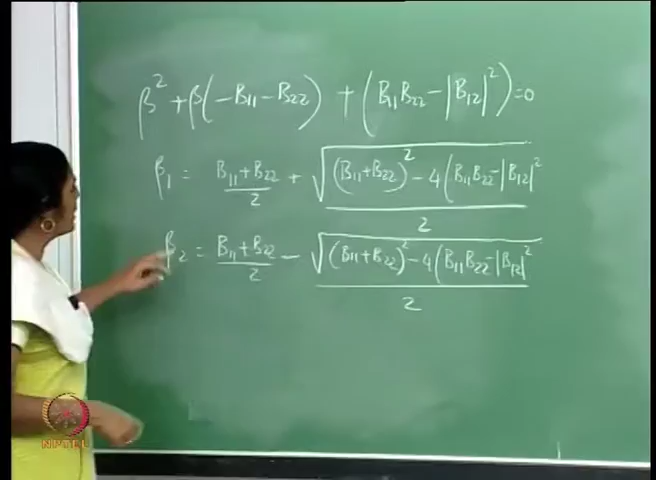 β² + β(-B₁₁-B₂₂) + (B₁₁B₂₂-|B₁₂|²) = 0
β₁ = (B₁₁+B₂₂)/2 + √((B₁₁+B₂₂)²-4(B₁₁B₂₂-|B₁₂|²)/2
β₂ = (B₁₁+B₂₂)/2 - √((B₁₁+B₂₂)²-4(B₁₁B₂₂-|B₁₂|²)/2
NPTEL